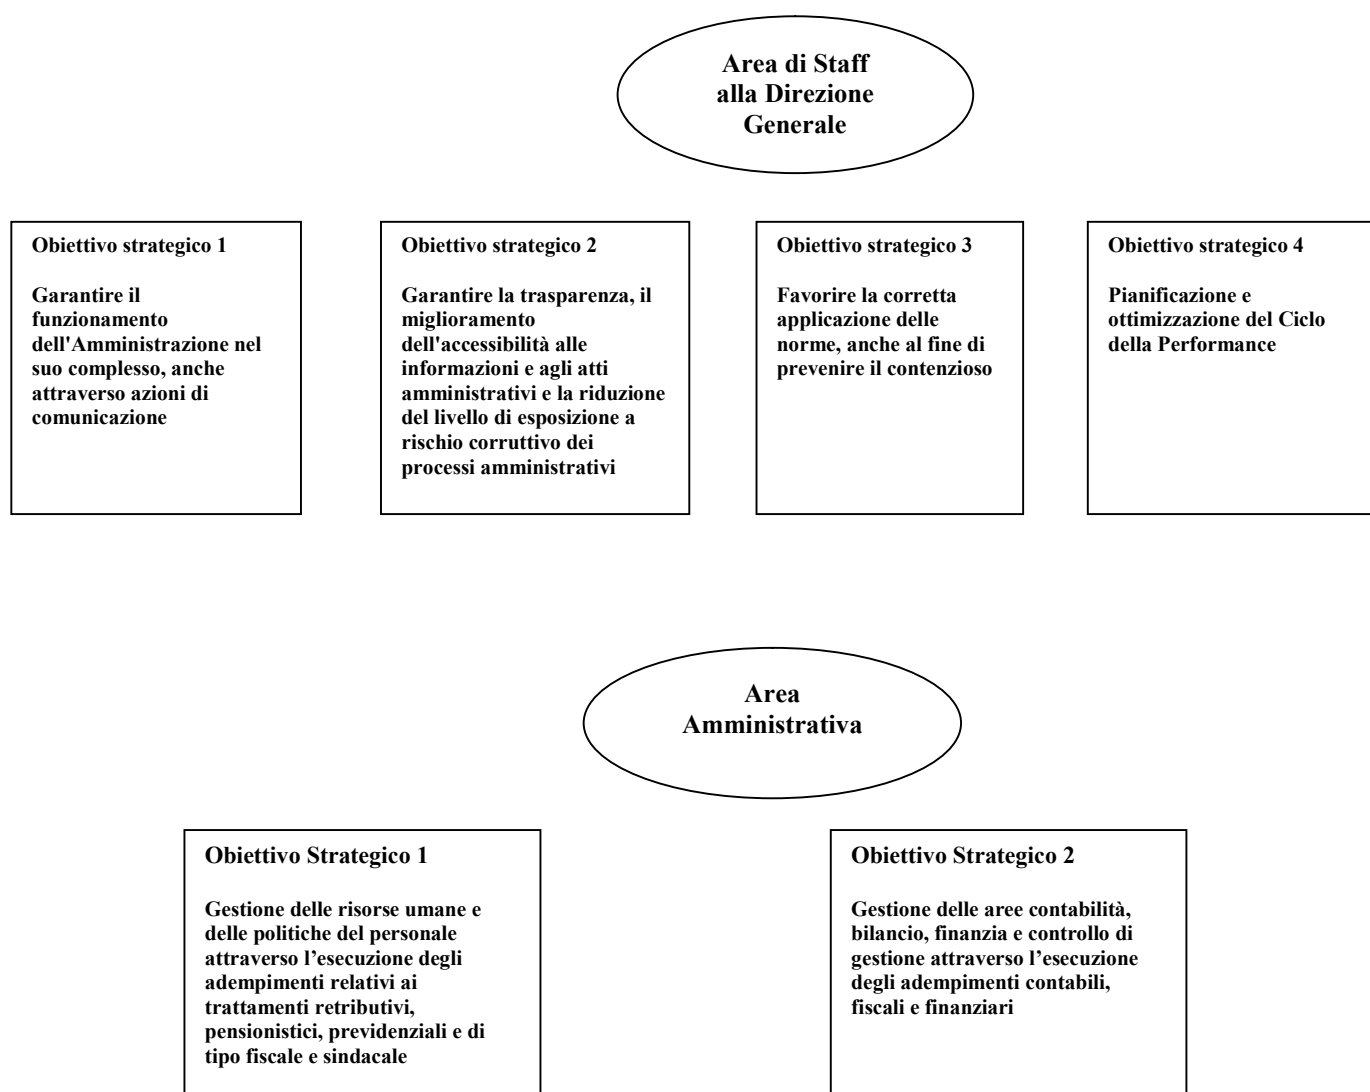 Area di Staff
alla Direzione
Generale
Obiettivo strategico 1
Garantire il
funzionamento
dell'Amministrazione nel
suo complesso, anche
attraverso azioni di
comunicazione
Obiettivo strategico 2
Garantire la trasparenza, il
miglioramento
dell'accessibilità alle
informazioni e agli atti
amministrativi e la riduzione
del livello di esposizione a
rischio corruttivo dei
processi amministrativi
Obiettivo strategico 3
Favorire la corretta
applicazione delle
norme, anche al fine di
prevenire il contenzioso
Obiettivo strategico 4
Pianificazione e
ottimizzazione del Ciclo
della Performance
Area
Amministrativa
Obiettivo Strategico 1
Gestione delle risorse umane e
delle politiche del personale
attraverso l’esecuzione degli
adempimenti relativi ai
trattamenti retributivi,
pensionistici, previdenziali e di
tipo fiscale e sindacale
Obiettivo Strategico 2
Gestione delle aree contabilità,
bilancio, finanzia e controllo di
gestione attraverso l’esecuzione
degli adempimenti contabili,
fiscali e finanziari